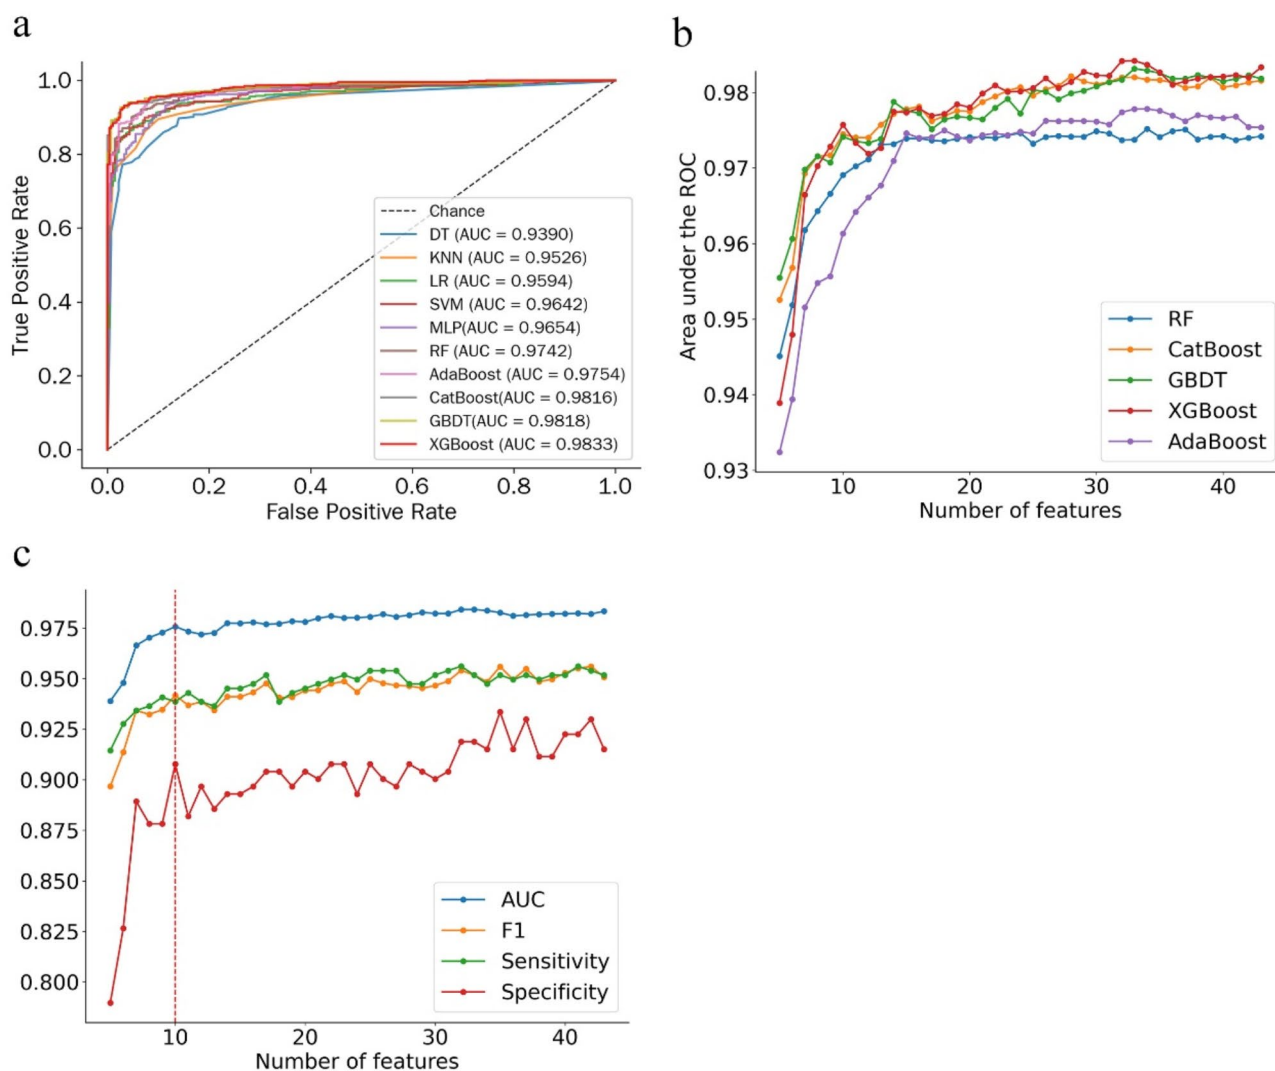 a
1.0
0.8
0.6
0.4
0.2
0.0
True Positive Rate
Chance
DT (AUC = 0.9390)
KNN (AUC = 0.9526)
LR (AUC = 0.9594)
SVM (AUC = 0.9642)
MLP(AUC = 0.9654)
RF (AUC = 0.9742)
AdaBoost (AUC = 0.9754)
CatBoost(AUC = 0.9816)
GBDT(AUC = 0.9818)
XGBoost (AUC = 0.9833)
0.0 0.2 0.4 0.6 0.8 1.0
False Positive Rate
b
0.98
0.97
0.96
0.95
0.94
0.93
Area under the ROC
RF
CatBoost
GBDT
XGBoost
AdaBoost
10 20 30 40
Number of features
c
0.975
0.950
0.925
0.900
0.875
0.850
0.825
0.800
AUC
F1
Sensitivity
Specificity
10 20 30 40
Number of features